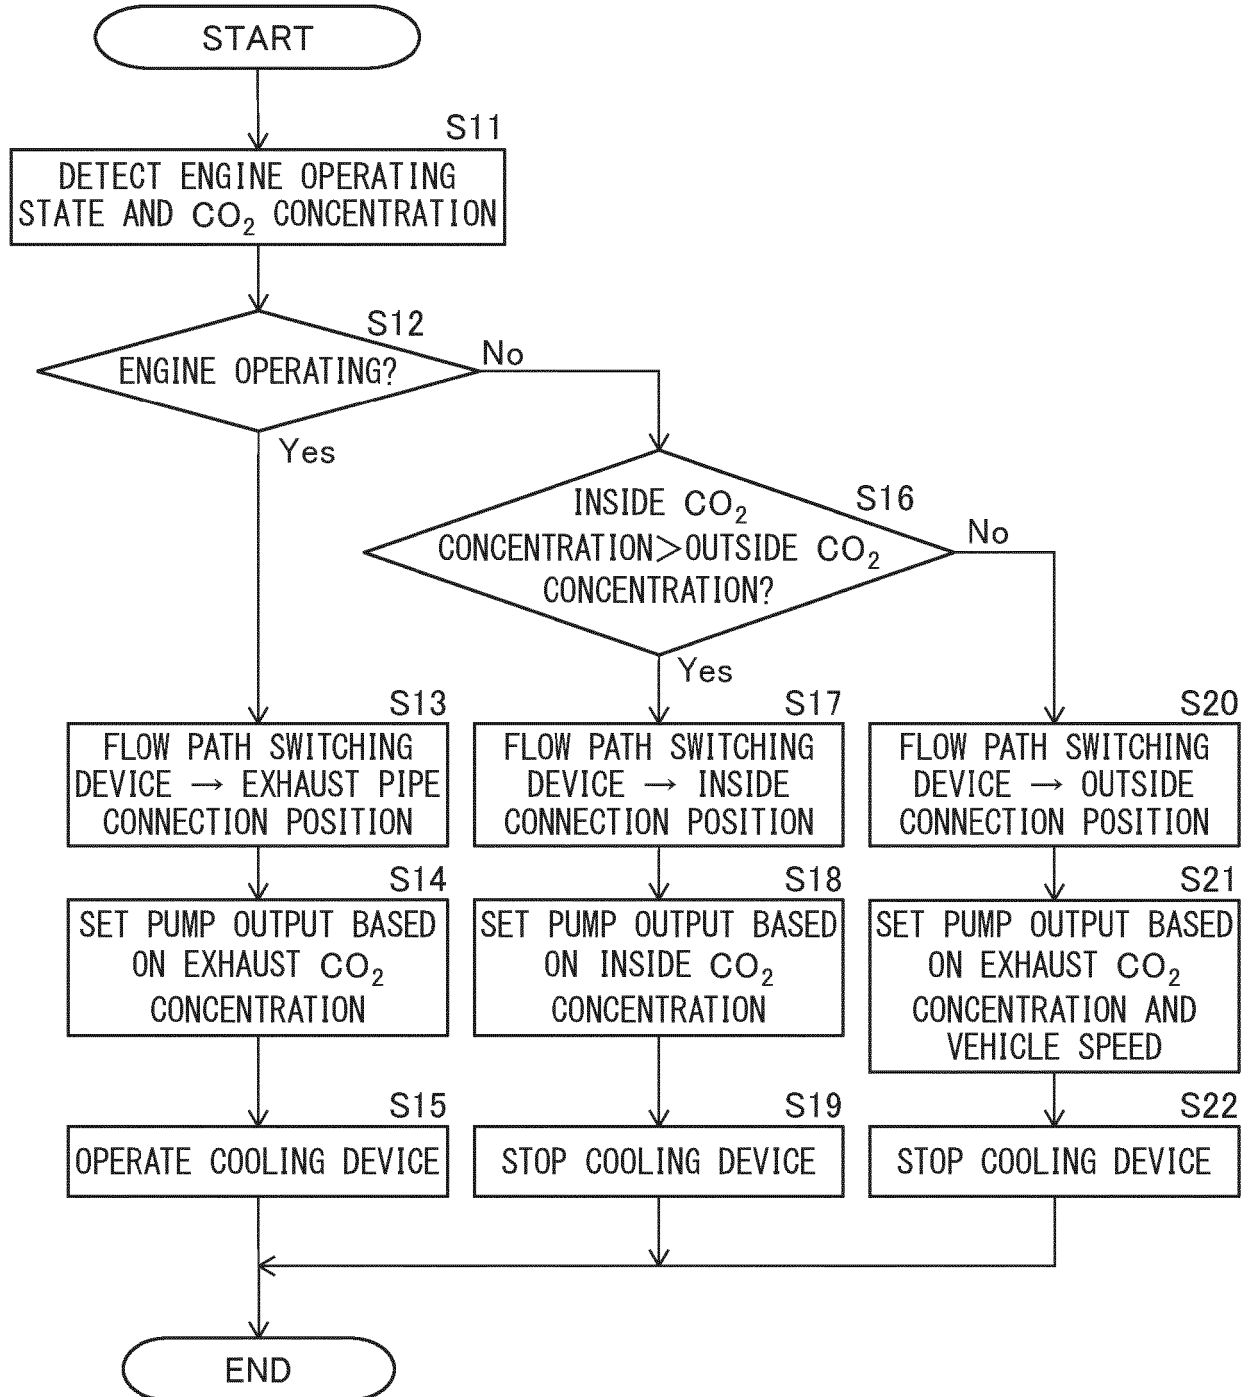 START
S11
DETECT ENGINE OPERATING
STATE AND CO₂ CONCENTRATION
S12
ENGINE OPERATING?
No
Yes
S16
INSIDE CO₂
CONCENTRATION>OUTSIDE CO₂
CONCENTRATION?
No
Yes
S13
FLOW PATH SWITCHING
DEVICE → EXHAUST PIPE
CONNECTION POSITION
S14
SET PUMP OUTPUT BASED
ON EXHAUST CO₂
CONCENTRATION
S15
OPERATE COOLING DEVICE
S17
FLOW PATH SWITCHING
DEVICE → INSIDE
CONNECTION POSITION
S18
SET PUMP OUTPUT BASED
ON INSIDE CO₂
CONCENTRATION
S19
STOP COOLING DEVICE
S20
FLOW PATH SWITCHING
DEVICE → OUTSIDE
CONNECTION POSITION
S21
SET PUMP OUTPUT BASED
ON EXHAUST CO₂
CONCENTRATION AND
VEHICLE SPEED
S22
STOP COOLING DEVICE
END